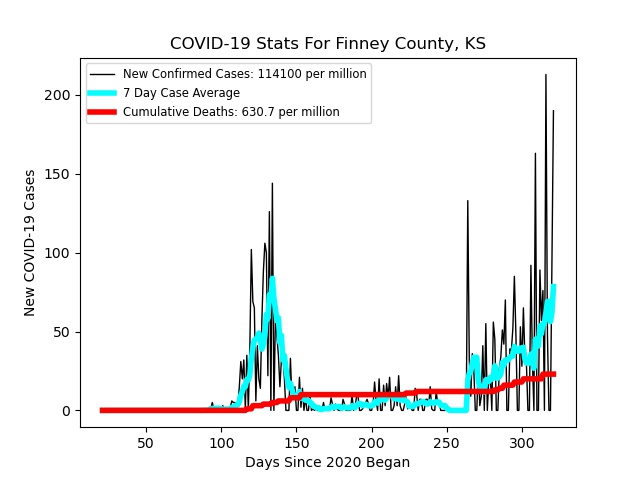 COVID-19 Stats For Finney County, KS
New Confirmed Cases: 114100 per million
7 Day Case Average
Cumulative Deaths: 630.7 per million
New COVID-19 Cases
200
150
100
50
0
50
100
150
200
250
300
Days Since 2020 Began